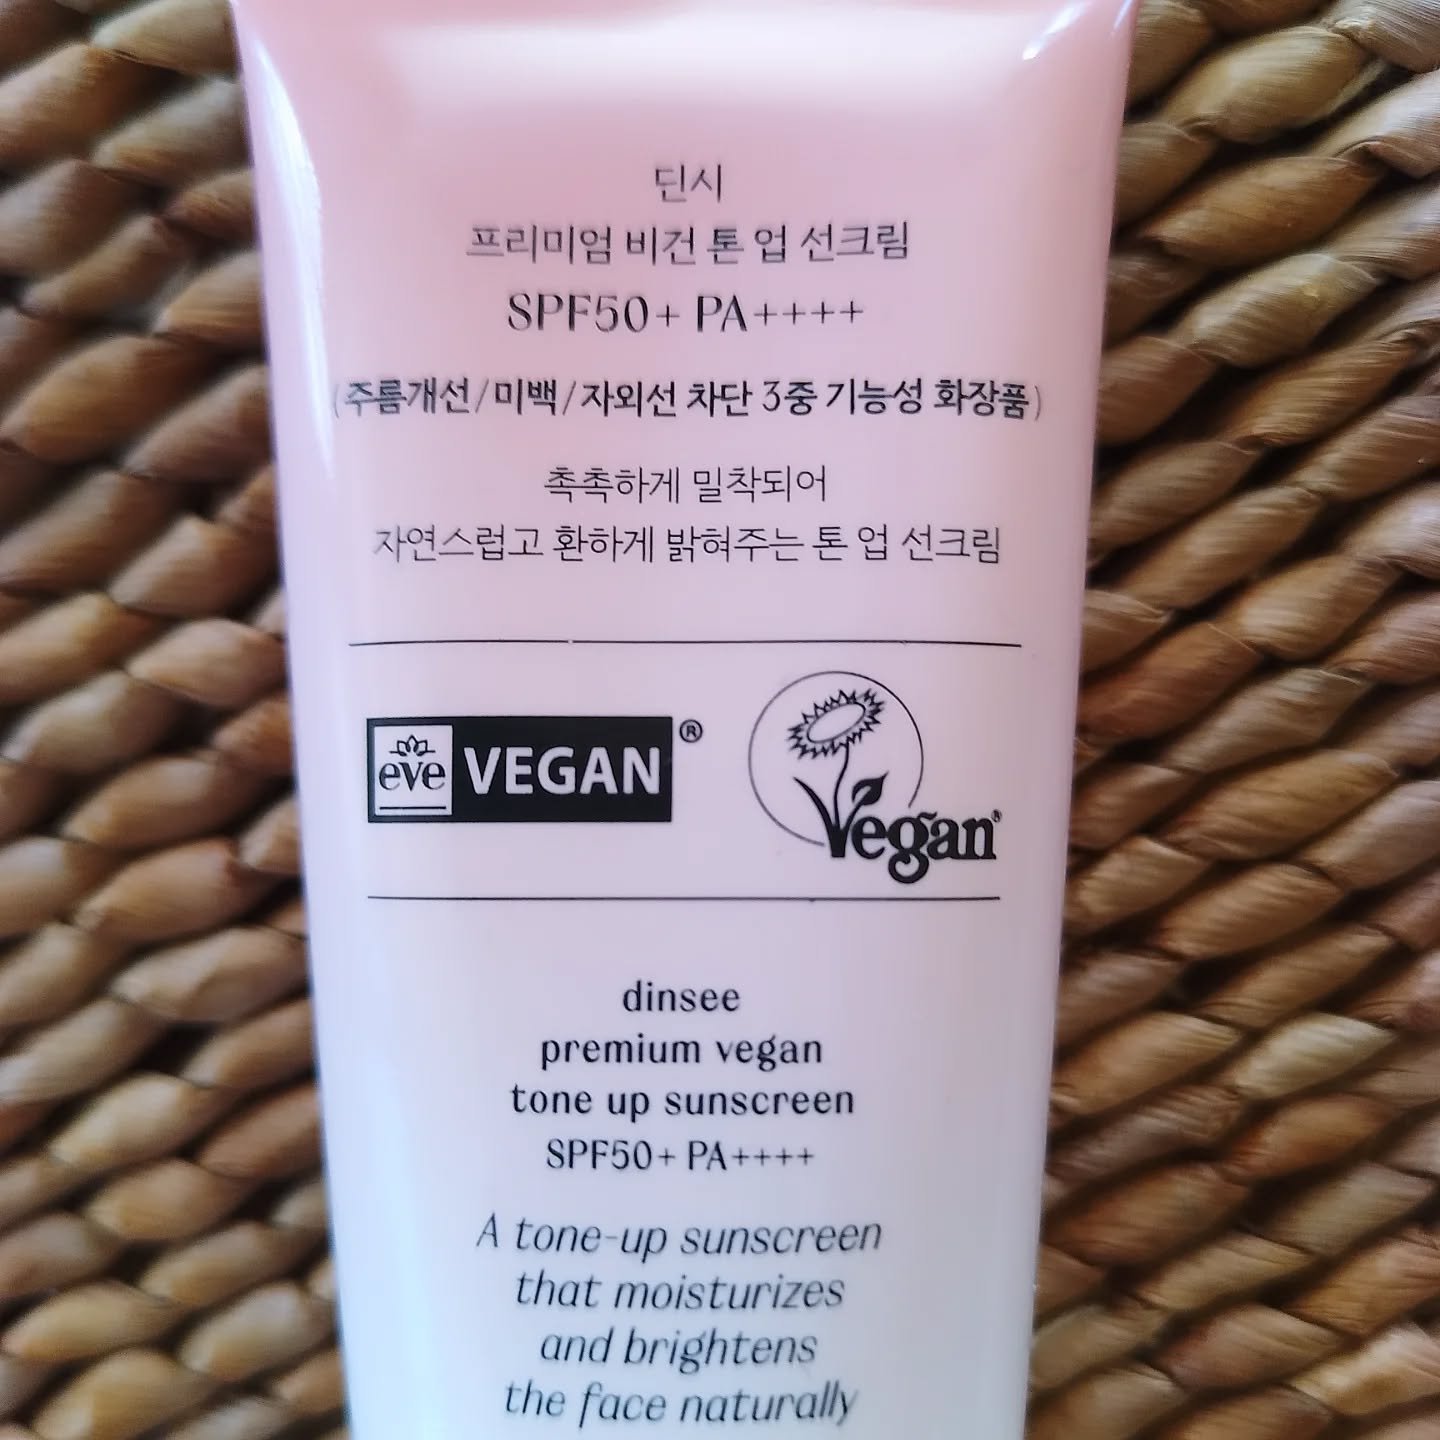 딘시
프리미엄 비건 톤 업 선크림
SPF50+ PA++++
(주름개선/미백/자외선 차단 3중 기능성 화장품)
촉촉하게 밀착되어
자연스럽고 환하게 밝혀주는 톤 업 선크림
eve VEGAN®
Vegan®
dinsee
premium vegan
tone up sunscreen
SPF50+ PA++++
A tone-up sunscreen
that moisturizes
and brightens
the face naturally